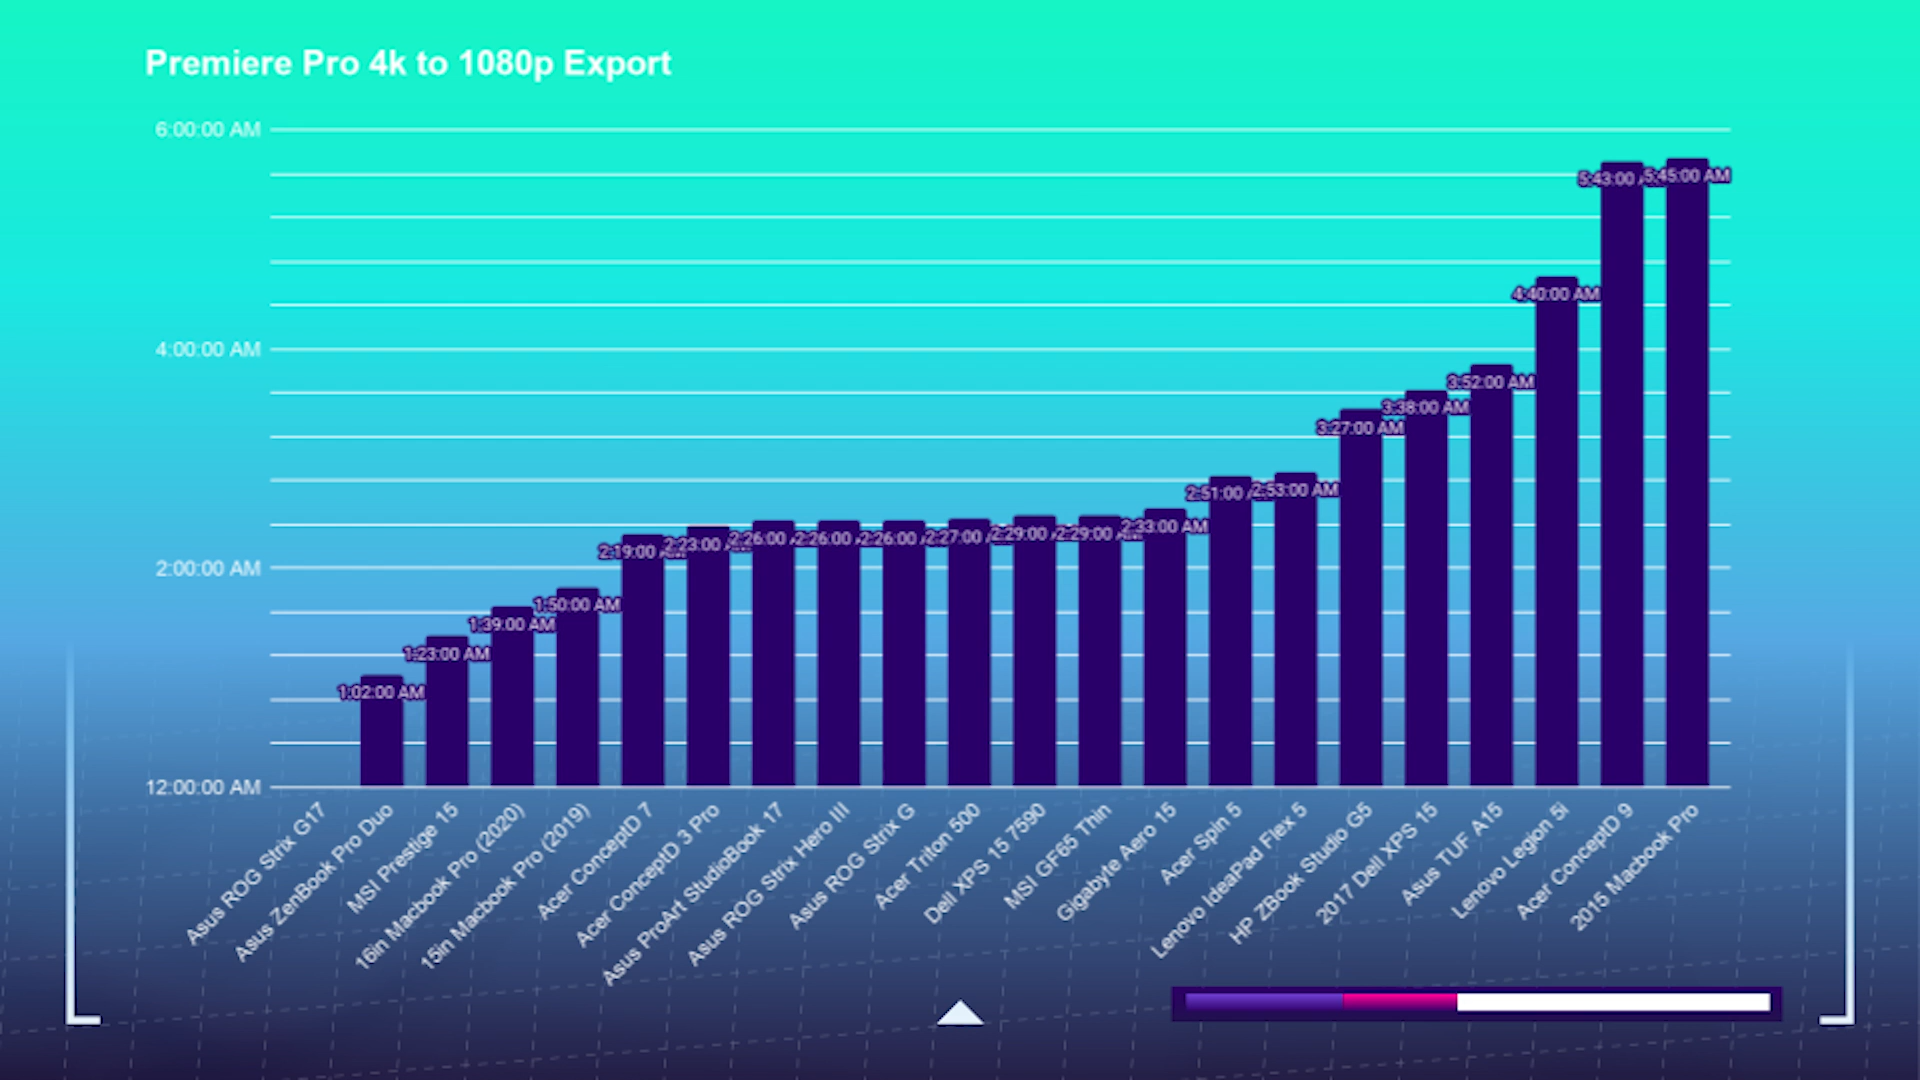 Premiere Pro 4k to 1080p Export
6:00:00 AM
4:00:00 AM
2:00:00 AM
12:00:00 AM
1:02:00 AM
1:23:00 AM
1:39:00 AM
1:50:00 AM
2:19:00 AM
2:23:00 A
2:26:00 A
2:26:00 A
2:26:00 A
2:27:00 A
2:29:00 A
2:29:00 AM
2:33:00 AM
2:51:00 A
2:53:00 AM
3:27:00 AM
3:38:00 AM
3:52:00 AM
4:40:00 AM
5:43:00 A
5:45:00 AM
Asus ROG Strix G17
Asus ZenBook Pro Duo
MSI Prestige 15
16in Macbook Pro (2020)
15in Macbook Pro (2019)
Acer ConceptD 7
Acer ConceptD 3 Pro
Asus ProArt StudioBook 17
Asus ROG Strix Hero III
Asus ROG Strix G
Acer Triton 500
Dell XPS 15 7590
MSI GF65 Thin
Gigabyte Aero 15
Acer Spin 5
Lenovo IdeaPad Flex 5
HP ZBook Studio G5
2017 Dell XPS 15
Asus TUF A15
Lenovo Legion 5i
Acer ConceptD 9
2015 Macbook Pro